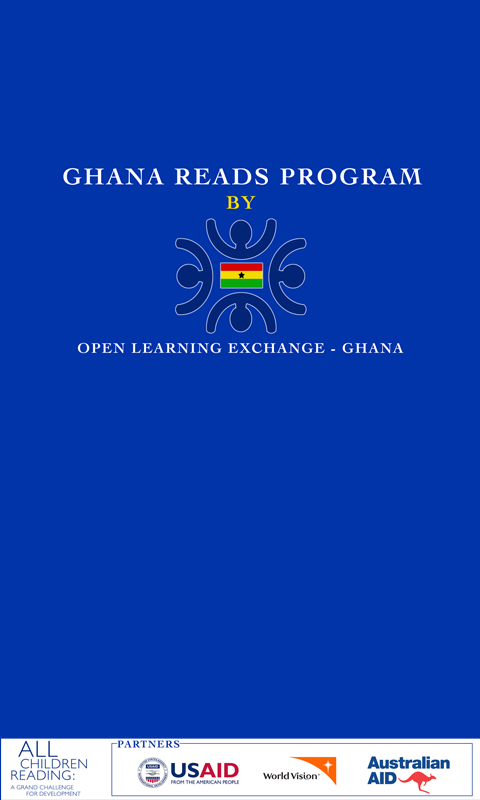 GHANA READS PROGRAM
BY
OPEN LEARNING EXCHANGE - GHANA
ALL
CHILDREN
READING:
A GRAND CHALLENGE
FOR DEVELOPMENT
PARTNERS
USAID
FROM THE AMERICAN PEOPLE
World Vision®
Australian
AID